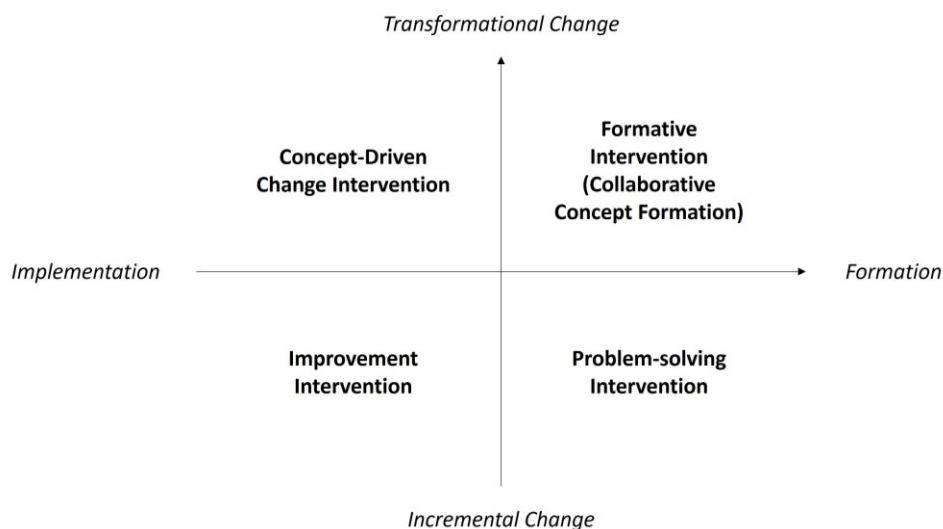 Transformational Change
Concept-Driven
Change Intervention
Formative
Intervention
(Collaborative
Concept Formation)
Implementation
Formation
Improvement
Intervention
Problem-solving
Intervention
Incremental Change